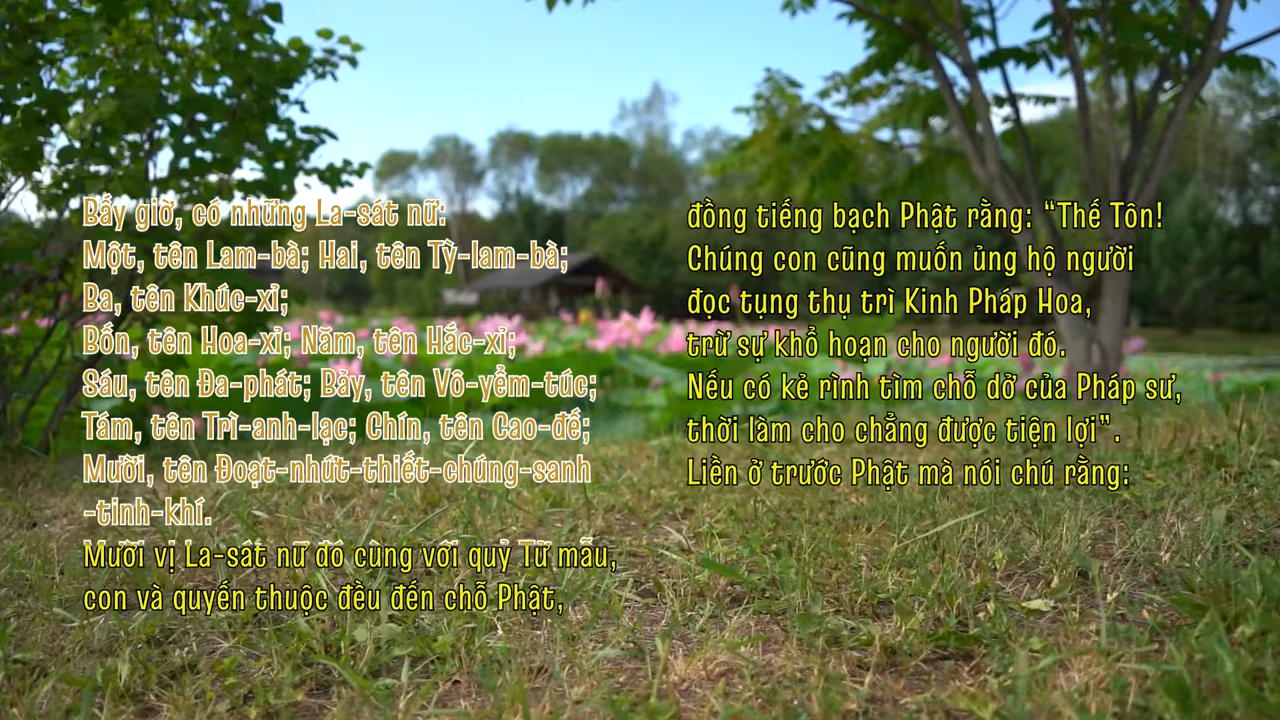 Bấy giờ, có những La-sát nữ:
Một, tên Lam-bà; Hai, tên Tỳ-lam-bà;
Ba, tên Khúc-xỉ;
Bốn, tên Hoa-xỉ; Năm, tên Hắc-xỉ;
Sáu, tên Đa-phát; Bảy, tên Vô-yểm-túc;
Tám, tên Trì-anh-lạc; Chín, tên Cao-đế;
Mười, tên Đoạt-nhứt-thiết-chúng-sanh
-tinh-khí.
Mười vị La-sát nữ đó cùng với quỷ Tử mẫu,
con và quyến thuộc đều đến chỗ Phật,
đồng tiếng bạch Phật rằng: “Thế Tôn!
Chúng con cũng muốn ủng hộ người
đọc tụng thụ trì Kinh Pháp Hoa,
trừ sự khổ hoạn cho người đó.
Nếu có kẻ rình tìm chỗ dở của Pháp sư,
thời làm cho chẳng được tiện lợi”.
Liền ở trước Phật mà nói chú rằng: